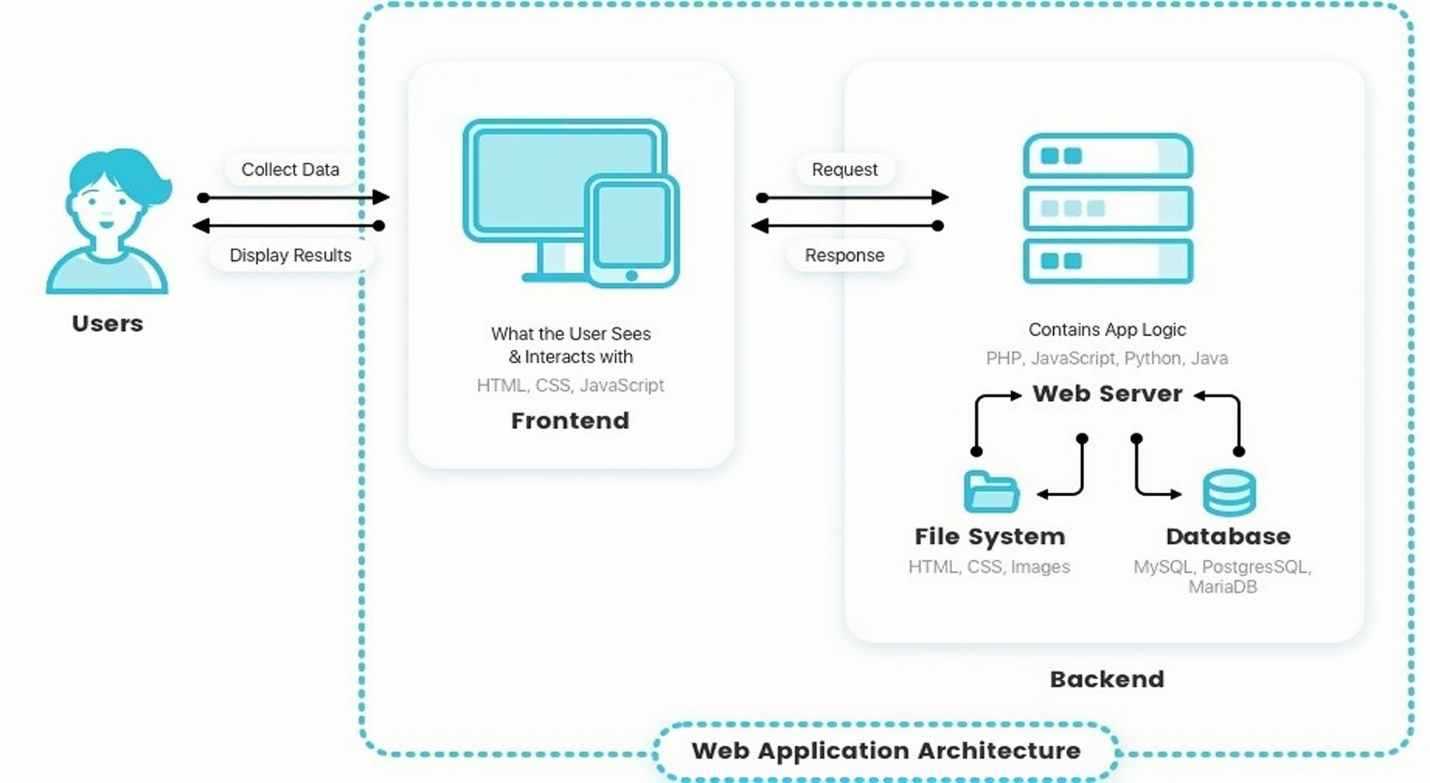 Collect Data
Display Results
Users
What the User Sees
& Interacts with
HTML, CSS, JavaScript
Frontend
Request
Response
Contains App Logic
PHP, JavaScript, Python, Java
Web Server
File System
HTML, CSS, Images
Database
MySQL, PostgresSQL,
MariaDB
Backend
Web Application Architecture